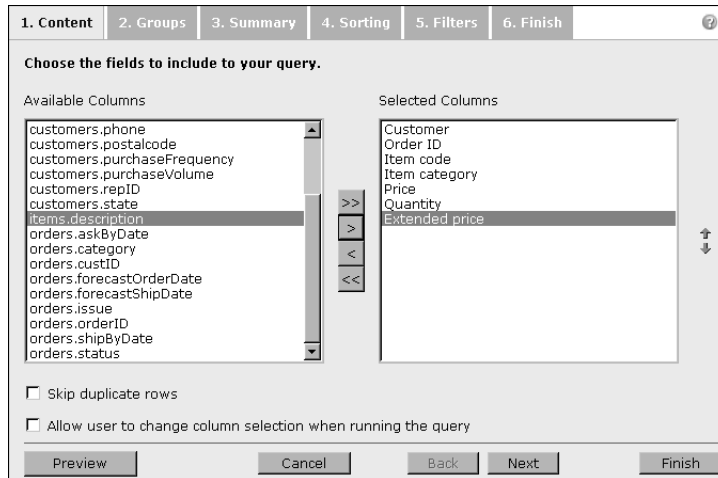 1. Content 2. Groups 3. Summary 4. Sorting 5. Filters 6. Finish ?
Choose the fields to include to your query.
Available Columns
customers.phone
customers.postalcode
customers.purchaseFrequency
customers.purchaseVolume
customers.repID
customers.state
items.description
orders.askByDate
orders.category
orders.custID
orders.forecastOrderDate
orders.forecastShipDate
orders.issue
orders.orderID
orders.shipByDate
orders.status
>>
>
<
<<
Selected Columns
Customer
Order ID
Item code
Item category
Price
Quantity
Extended price
Skip duplicate rows
Allow user to change column selection when running the query
Preview Cancel Back Next Finish